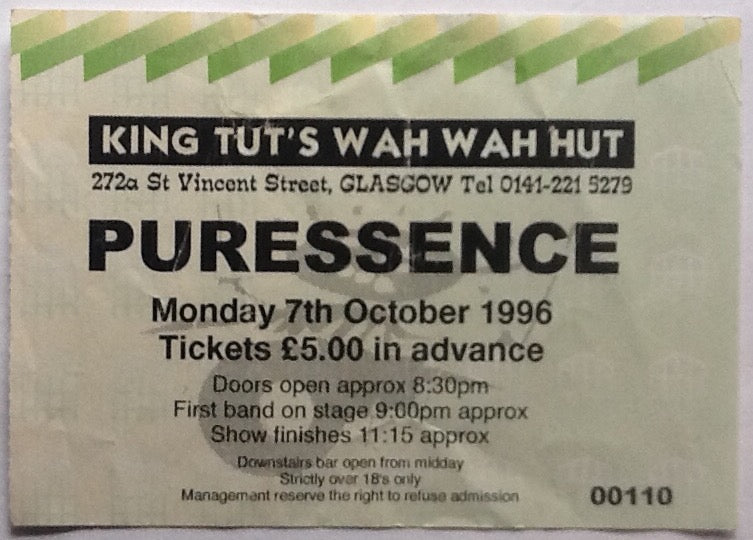 KING TUT'S WAH WAH HUT
272a St Vincent Street, GLASGOW Tel 0141-221 5279
PURESSENCE
Monday 7th October 1996
Tickets £5.00 in advance
Doors open approx 8:30pm
First band on stage 9:00pm approx
Show finishes 11:15 approx
Downstairs bar open from midday
Strictly over 18's only
Management reserve the right to refuse admission
00110